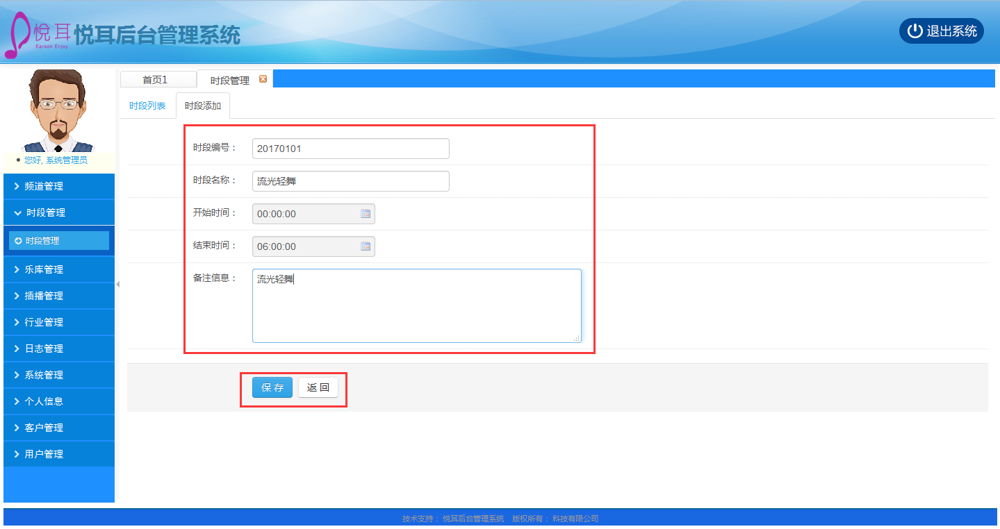 悦耳
Earson Enjoy
悦耳后台管理系统
退出系统
首页1
时段管理
您好, 系统管理员
频道管理
时段管理
时段管理
乐库管理
插播管理
行业管理
日志管理
系统管理
个人信息
客户管理
用户管理
时段列表
时段添加
时段编号： 20170101
时段名称： 流光轻舞
开始时间： 00:00:00
结束时间： 06:00:00
备注信息： 流光轻舞
保 存 返 回
技术支持： 悦耳后台管理系统 版权所有： 科技有限公司